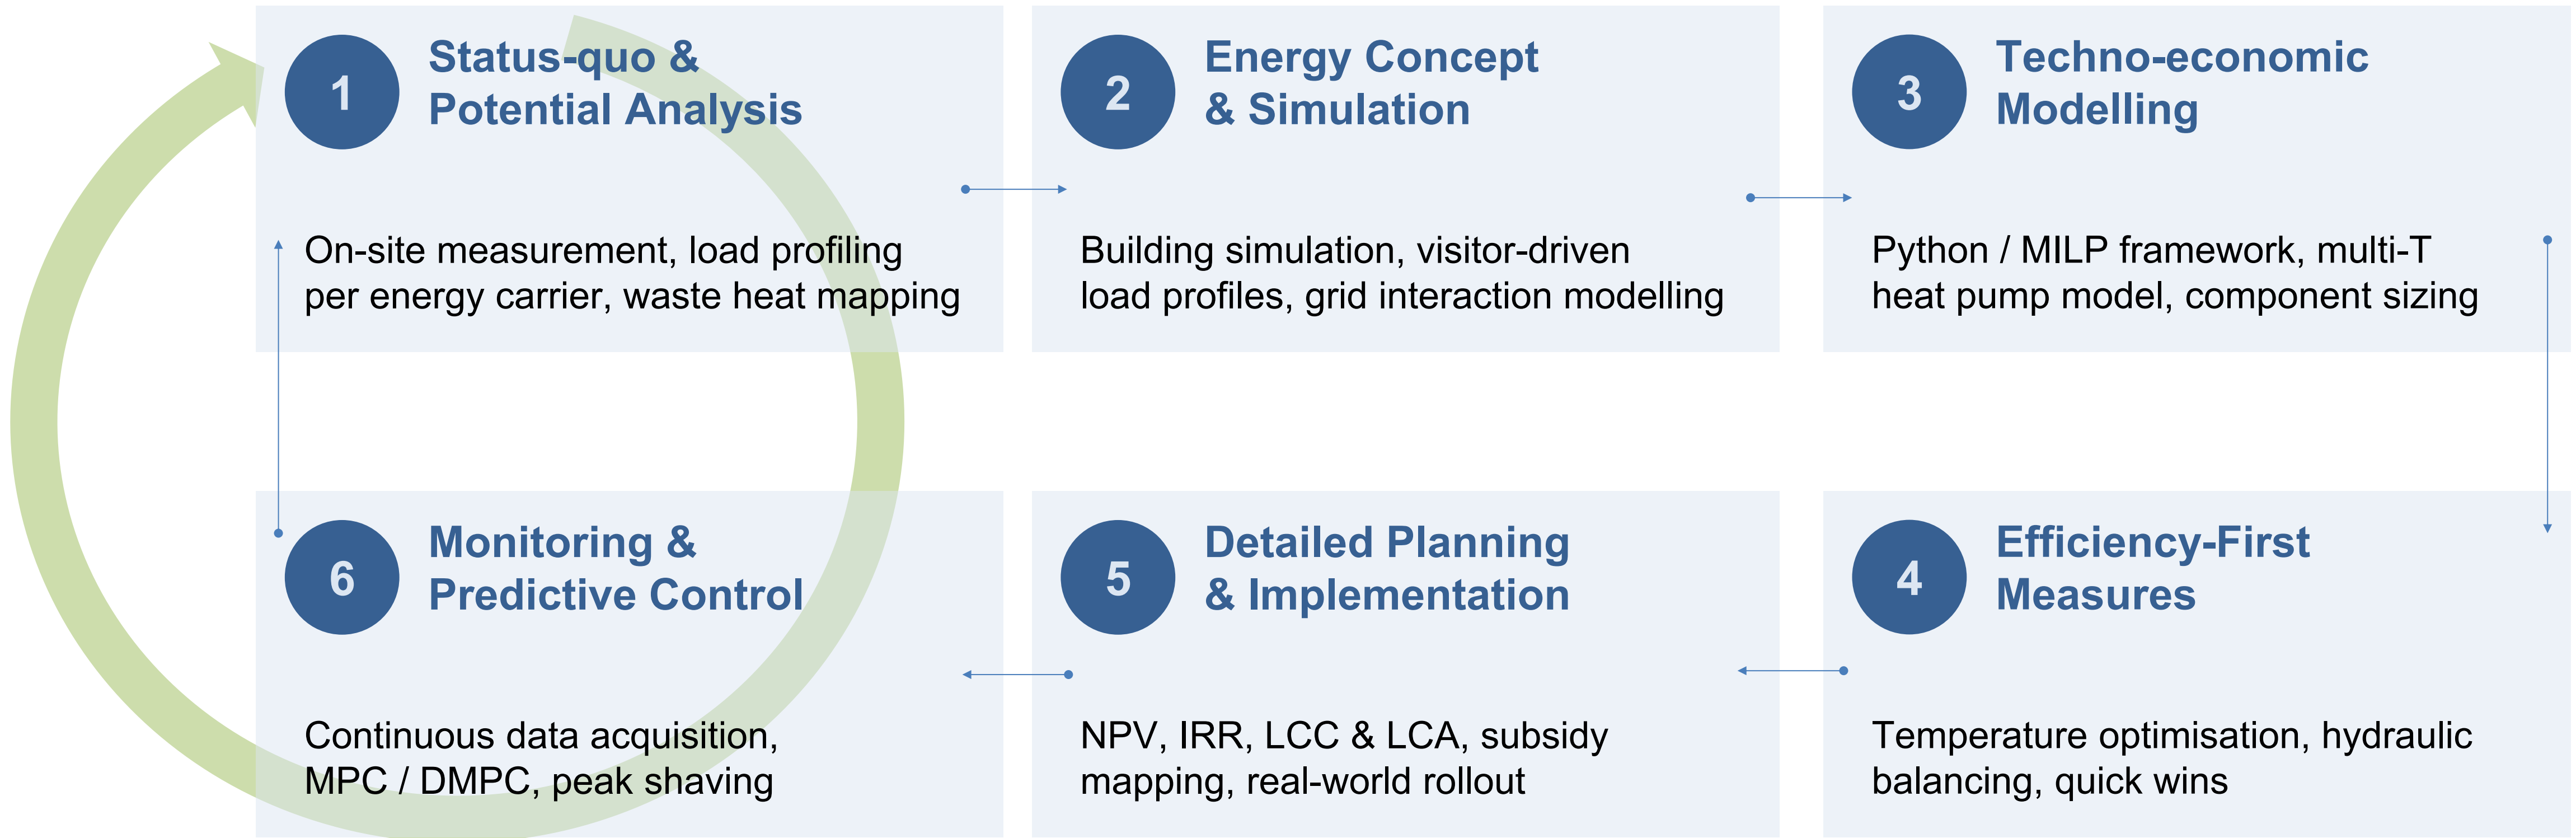 1
Status-quo &
Potential Analysis
On-site measurement, load profiling
per energy carrier, waste heat mapping
2
Energy Concept
& Simulation
Building simulation, visitor-driven
load profiles, grid interaction modelling
3
Techno-economic
Modelling
Python / MILP framework, multi-T
heat pump model, component sizing
4
Efficiency-First
Measures
Temperature optimisation, hydraulic
balancing, quick wins
5
Detailed Planning
& Implementation
NPV, IRR, LCC & LCA, subsidy
mapping, real-world rollout
6
Monitoring &
Predictive Control
Continuous data acquisition,
MPC / DMPC, peak shaving